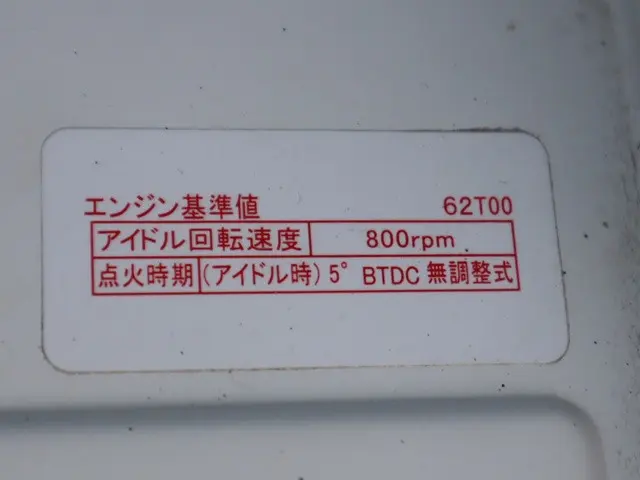 エンジン基準値 62T00
アイドル回転速度 800rpm
点火時期 (アイドル時) 5° BTDC 無調整式